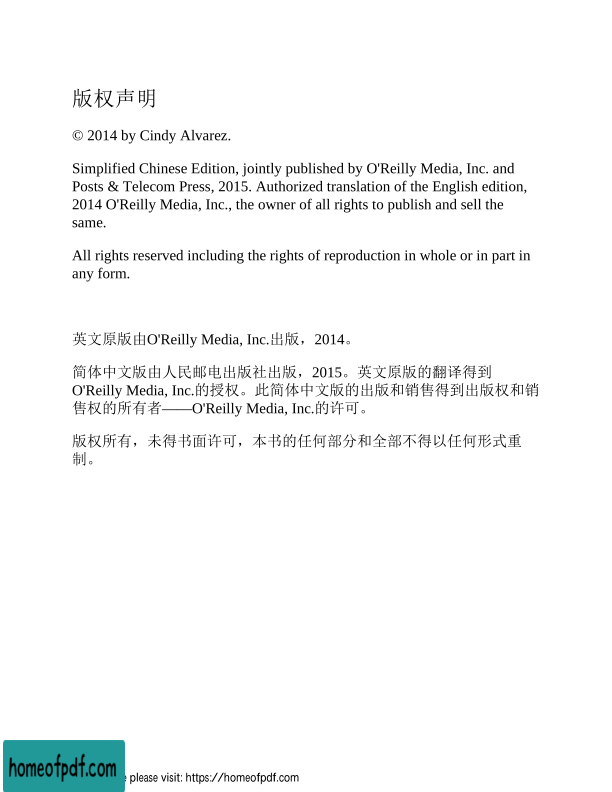 版权声明
© 2014 by Cindy Alvarez.
Simplified Chinese Edition, jointly published by O'Reilly Media, Inc. and
Posts & Telecom Press, 2015. Authorized translation of the English edition,
2014 O'Reilly Media, Inc., the owner of all rights to publish and sell the
same.
All rights reserved including the rights of reproduction in whole or in part in
any form.
英文原版由O'Reilly Media, Inc.出版，2014。
简体中文版由人民邮电出版社出版，2015。英文原版的翻译得到
O'Reilly Media, Inc.的授权。此简体中文版的出版和销售得到出版权和销
售权的所有者——O'Reilly Media, Inc.的许可。
版权所有，未得书面许可，本书的任何部分和全部不得以任何形式重
制。
homeofpdf.com
please visit: https://homeofpdf.com